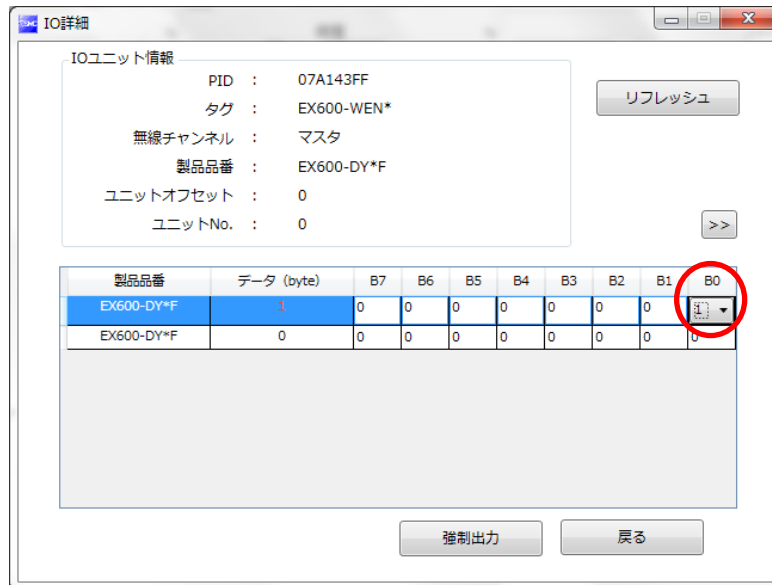 IO詳細
IOユニット情報
PID : 07A143FF
タグ : EX600-WEN*
無線チャンネル : マスタ
製品品番 : EX600-DY*F
ユニットオフセット : 0
ユニットNo. : 0
リフレッシュ
>>
製品品番 データ (byte) B7 B6 B5 B4 B3 B2 B1 B0
EX600-DY*F 1 0 0 0 0 0 0 0 1
EX600-DY*F 0 0 0 0 0 0 0 0 0
強制出力 戻る